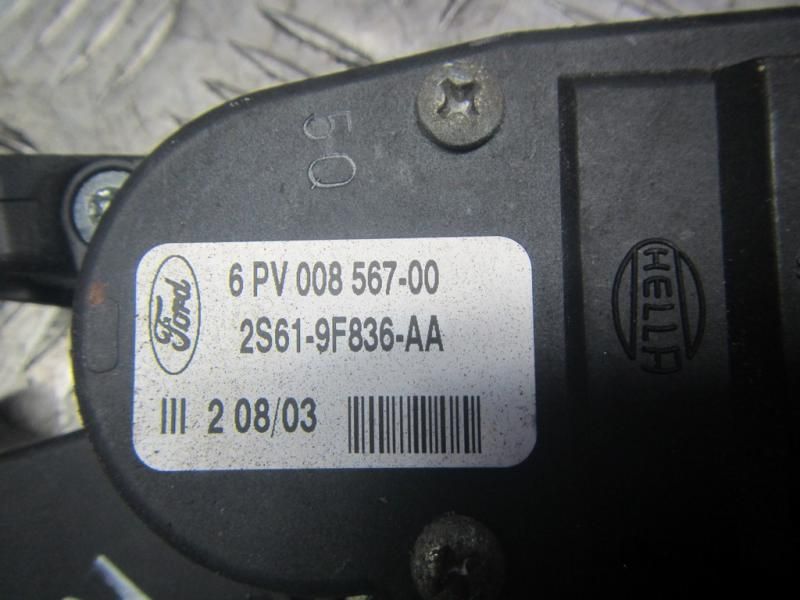 50
Ford
6 PV 008 567-00
2S61-9F836-AA
III 2 08/03
HELLA